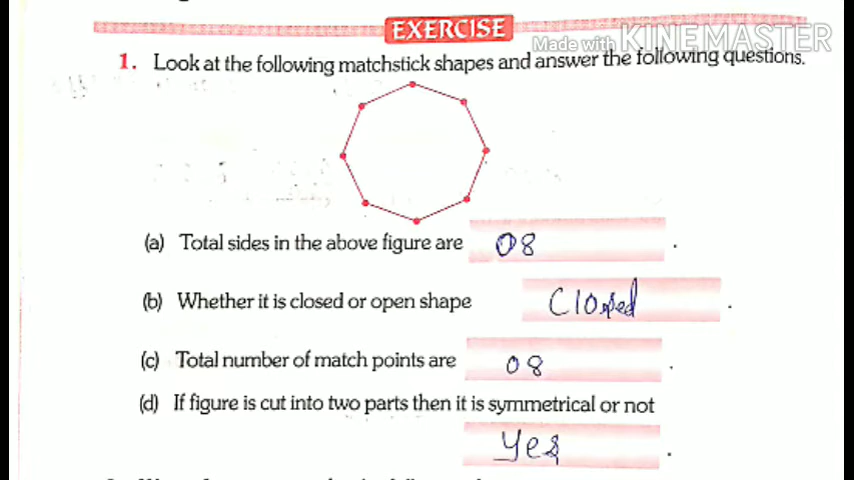 EXERCISE
Made with KINEMASTER
1. Look at the following matchstick shapes and answer the following questions.
(a) Total sides in the above figure are 08 .
(b) Whether it is closed or open shape Closed .
(c) Total number of match points are 08 .
(d) If figure is cut into two parts then it is symmetrical or not
yes .